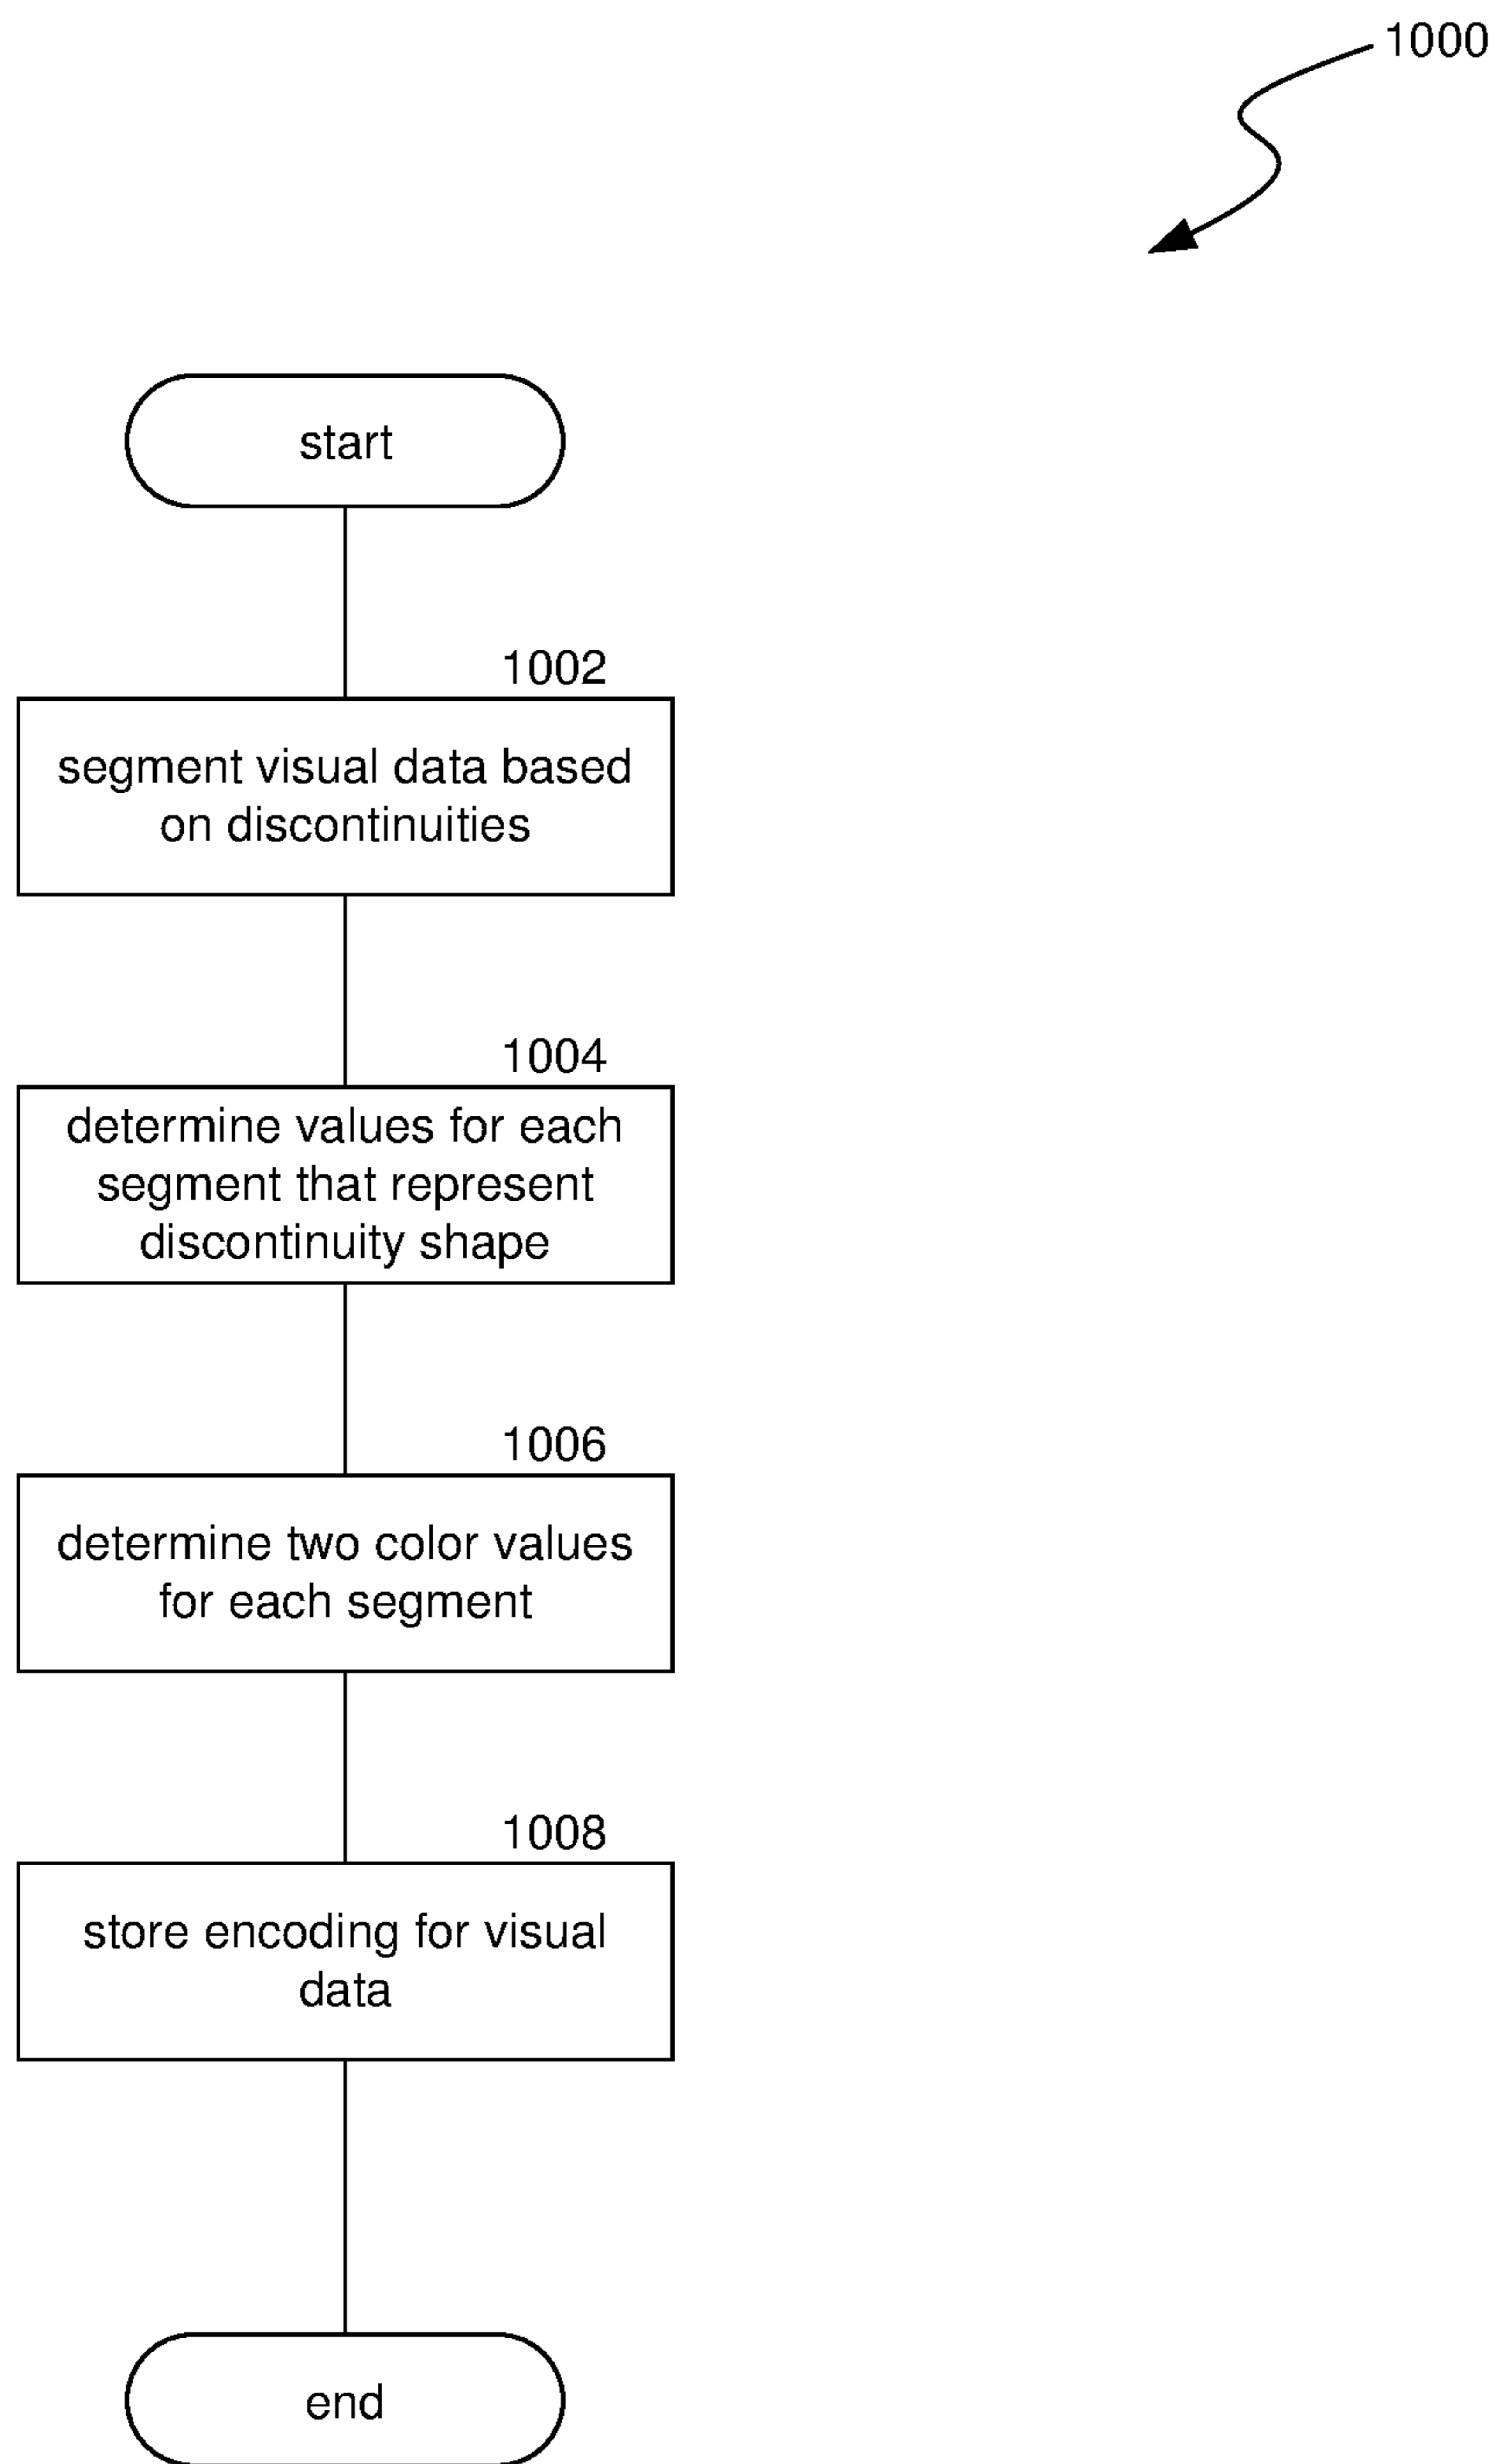 1000
start
1002
segment visual data based
on discontinuities
1004
determine values for each
segment that represent
discontinuity shape
1006
determine two color values
for each segment
1008
store encoding for visual
data
end